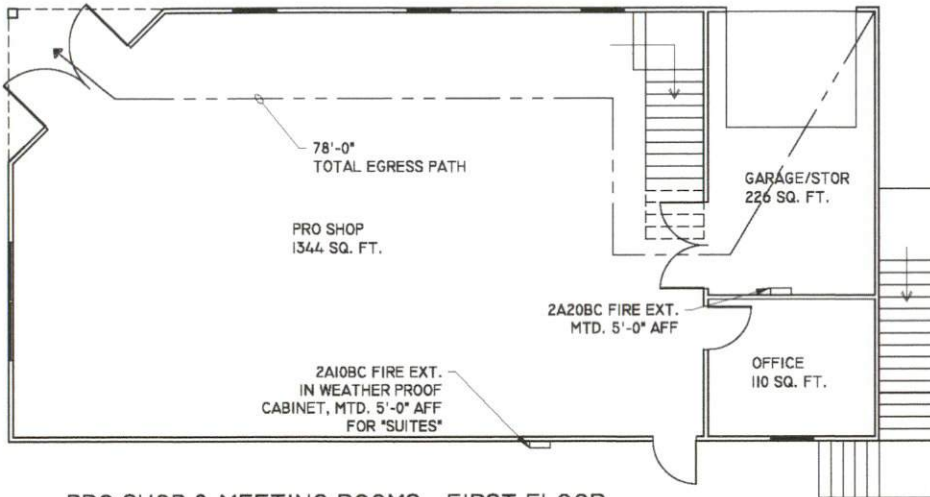 78'-0"
TOTAL EGRESS PATH
PRO SHOP
1344 SQ. FT.
GARAGE/STOR
226 SQ. FT.
2A20BC FIRE EXT.
MTD. 5'-0" AFF
OFFICE
110 SQ. FT.
2A10BC FIRE EXT.
IN WEATHER PROOF
CABINET, MTD. 5'-0" AFF
FOR "SUITES"
PRO SHOP & MEETING ROOMS - FIRST FLOOR